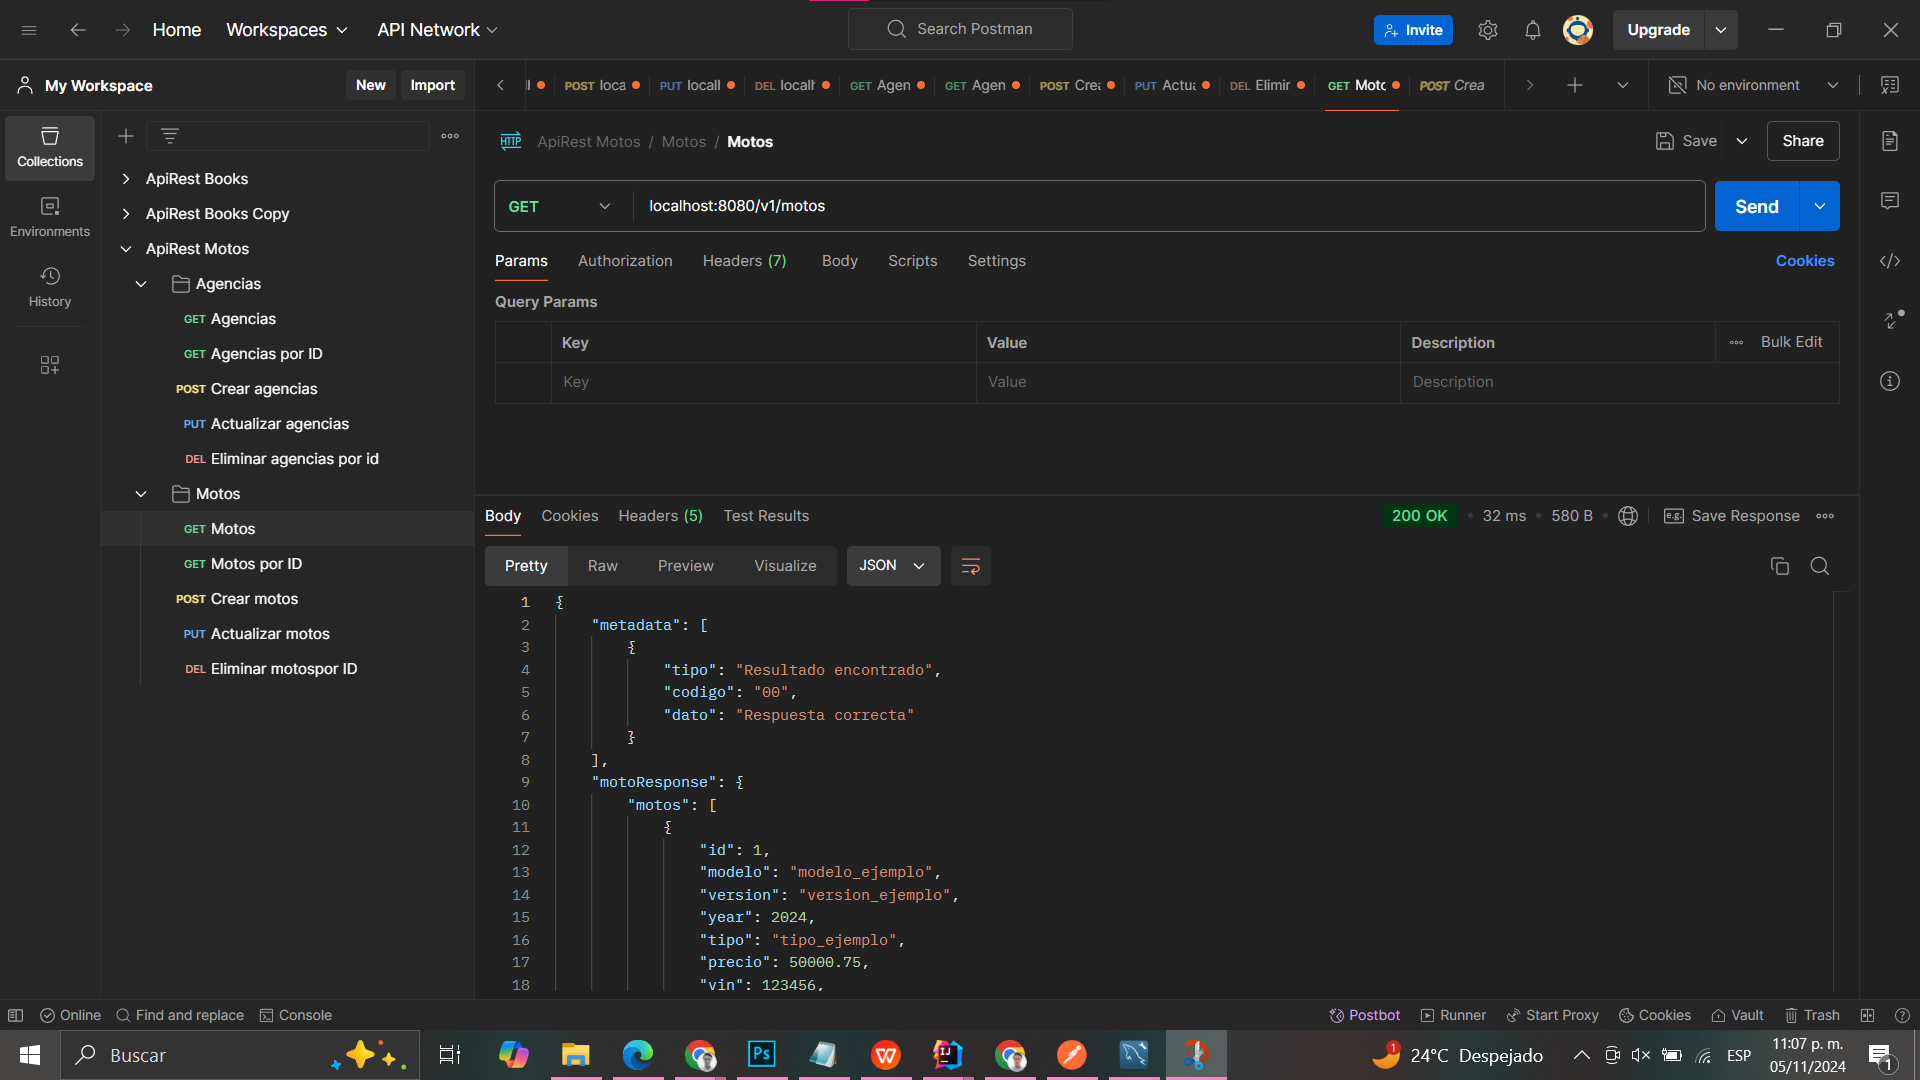 Home Workspaces API Network Search Postman Invite Upgrade
My Workspace New Import
POST loca PUT locall DEL localh GET Agen GET Agen POST Cre PUT Actua DEL Elimir GET Moto POST Crea No environment
Collections
Environments
History
ApiRest Books
ApiRest Books Copy
ApiRest Motos
Agencias
GET Agencias
GET Agencias por ID
POST Crear agencias
PUT Actualizar agencias
DEL Eliminar agencias por id
Motos
GET Motos
GET Motos por ID
POST Crear motos
PUT Actualizar motos
DEL Eliminar motospor ID
HTTP ApiRest Motos / Motos / Motos Save Share
GET localhost:8080/v1/motos Send
Params Authorization Headers (7) Body Scripts Settings Cookies
Query Params
Key Value Description Bulk Edit
Key Value Description
Body Cookies Headers (5) Test Results 200 OK • 32 ms • 580 B • e.g. Save Response
Pretty Raw Preview Visualize JSON
1 {
2 "metadata": [
3 {
4 "tipo": "Resultado encontrado",
5 "codigo": "00",
6 "dato": "Respuesta correcta"
7 }
8 ],
9 "motoResponse": {
10 "motos": [
11 {
12 "id": 1,
13 "modelo": "modelo_ejemplo",
14 "version": "version_ejemplo",
15 "year": 2024,
16 "tipo": "tipo_ejemplo",
17 "precio": 50000.75,
18 "vin": 123456,
Online Find and replace Console Postbot Runner Start Proxy Cookies Vault Trash
Buscar Ps W IJ 1 24°C Despejado ESP 11:07 p. m. 1
05/11/2024